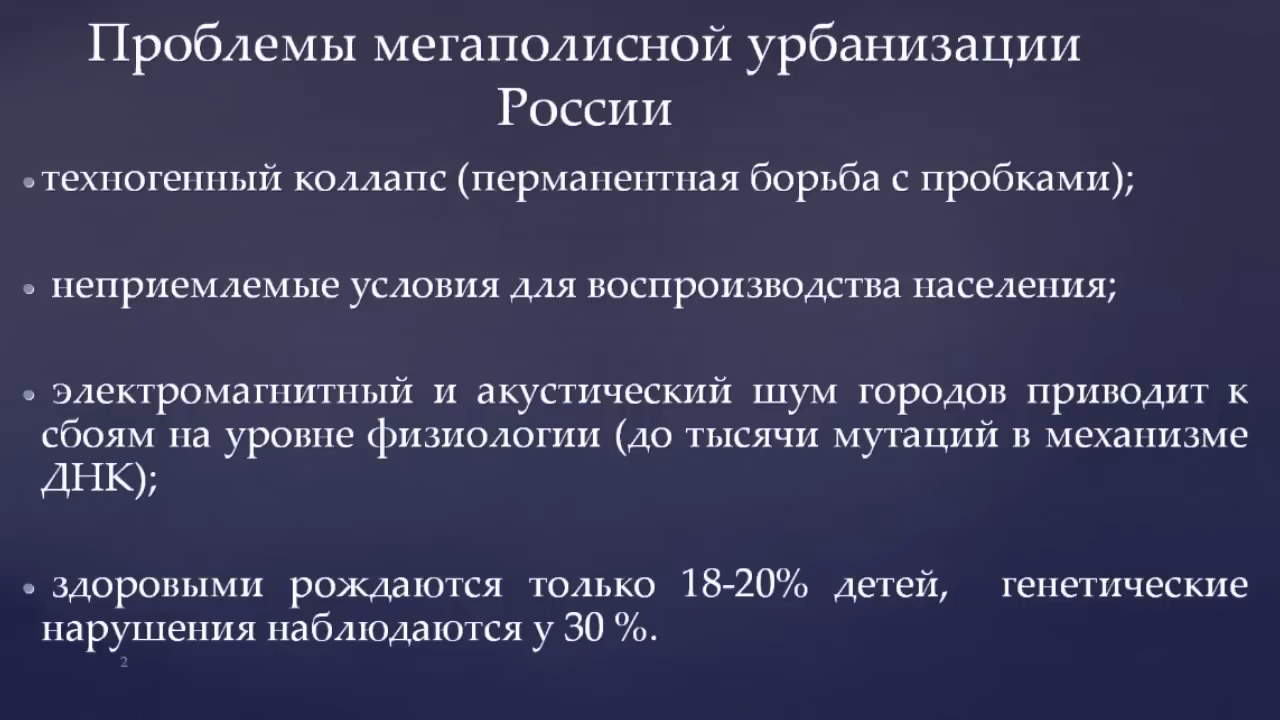 Проблемы мегаполисной урбанизации
России
• техногенный коллапс (перманентная борьба с пробками);
• неприемлемые условия для воспроизводства населения;
• электромагнитный и акустический шум городов приводит к
сбоям на уровне физиологии (до тысячи мутаций в механизме
ДНК);
• здоровыми рождаются только 18-20% детей, генетические
нарушения наблюдаются у 30 %.
2